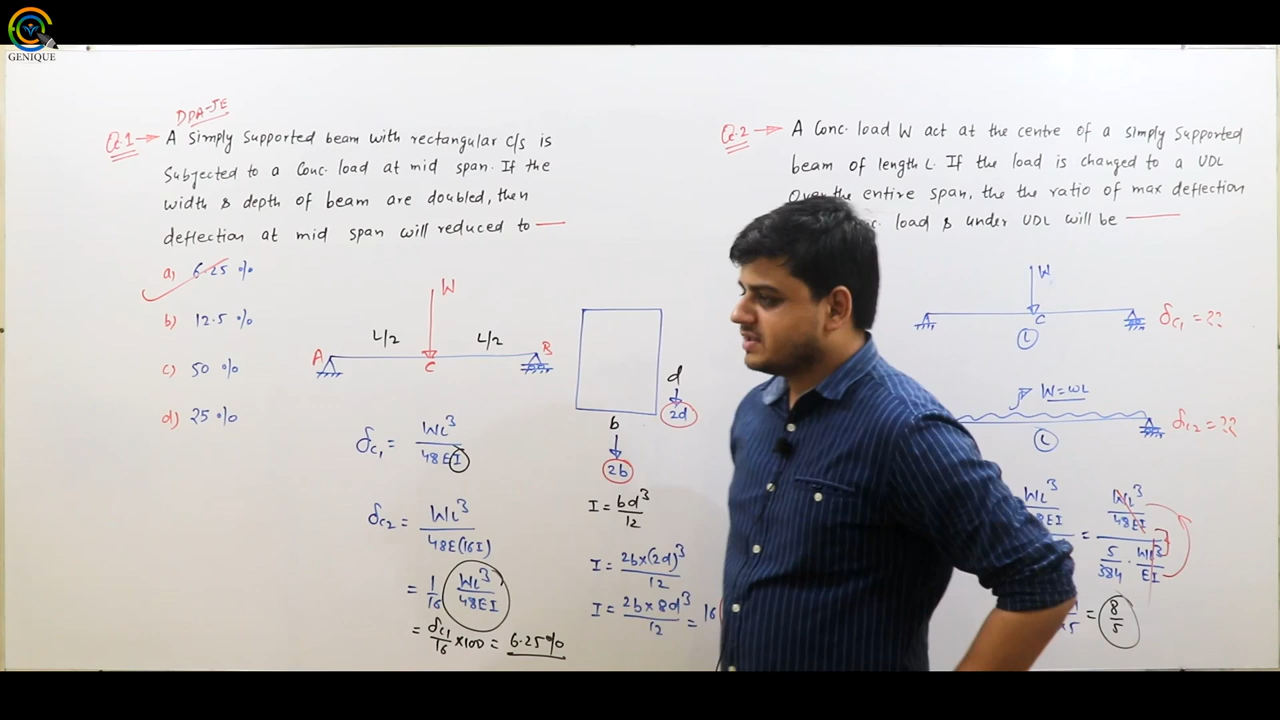 GENIQUE
DDA-JE
Q.1 → A simply supported beam with rectangular c/s is
subjected to a conc. load at mid span. If the
width & depth of beam are doubled, then
deflection at mid span will reduced to —
a) 6.25 %
b) 12.5 %
c) 50 %
d) 25 %
W
L/2 L/2
A C B
d
2d
b
2b
δc₁ = WL³/48EI
δc₂ = WL³/48E(16I)
= 1/16 WL³/48EI
= δc₁/16 × 100 = 6.25 %
I = bd³/12
I = 2b×(2d)³/12
I = 2b×8d³/12 = 16
Q.2 → A Conc. load W act at the centre of a simply supported
beam of length L. If the load is changed to a UDL
Over the entire span, the the ratio of max deflection
load & under UDL will be —
W
C
L
δc₁ = ??
W=wL
L
δc₂ = ??
= WL³/48EI / 5/384 · WL³/EI
= 8/5